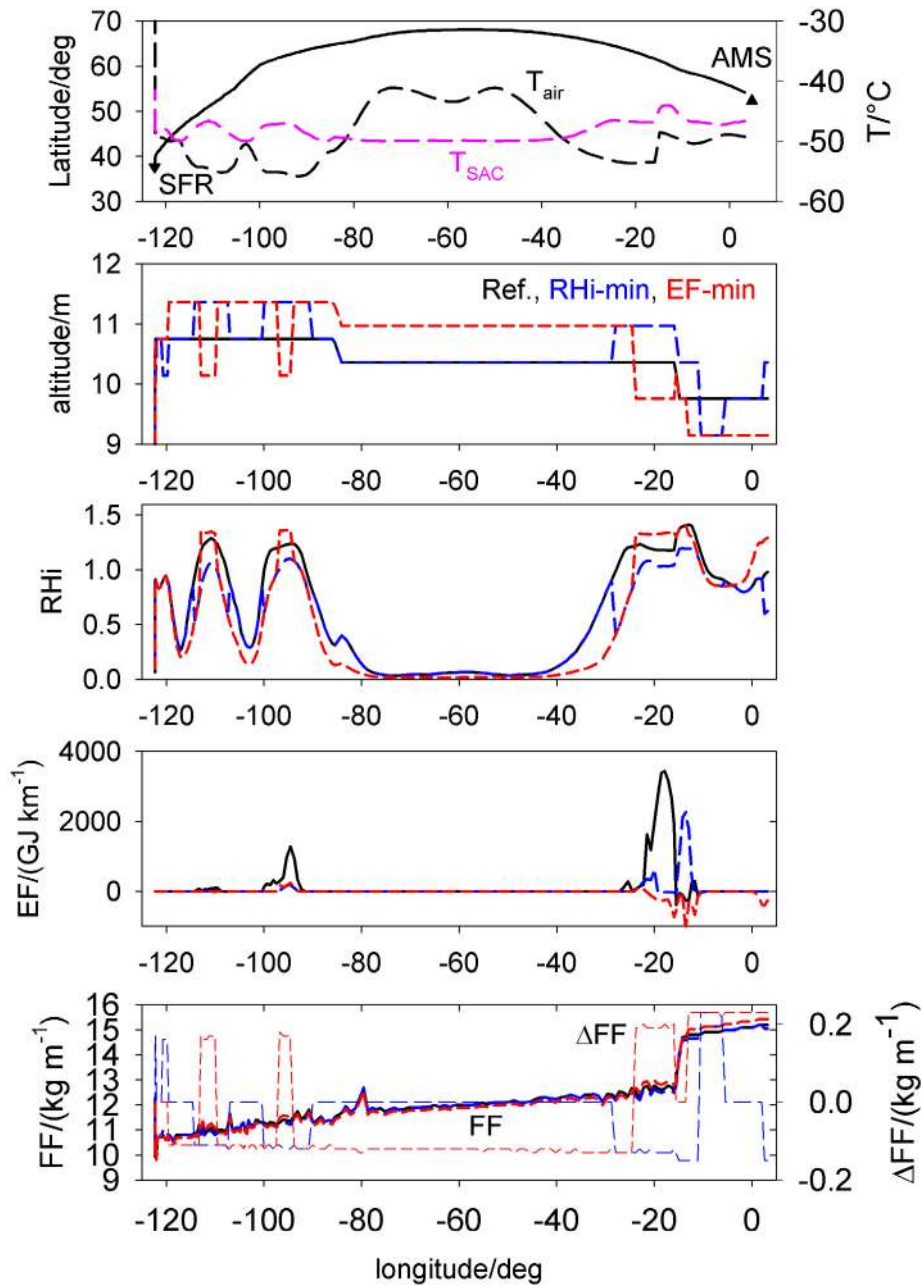 70 -30
60 AMS -40
Latitude/deg T_air T/°C
50
40 -50
SFR T_SAC
30 -60
-120 -100 -80 -60 -40 -20 0
12
Ref., RHi-min, EF-min
11
altitude/m
10
9
-120 -100 -80 -60 -40 -20 0
1.5
1.0
RHi
0.5
0.0
-120 -100 -80 -60 -40 -20 0
4000
EF/(GJ km⁻¹)
2000
0
-120 -100 -80 -60 -40 -20 0
16
15 ΔFF 0.2
14
13
FF/(kg m⁻¹) ΔFF/(kg m⁻¹)
12 FF 0.0
11
10
9 -0.2
-120 -100 -80 -60 -40 -20 0
longitude/deg